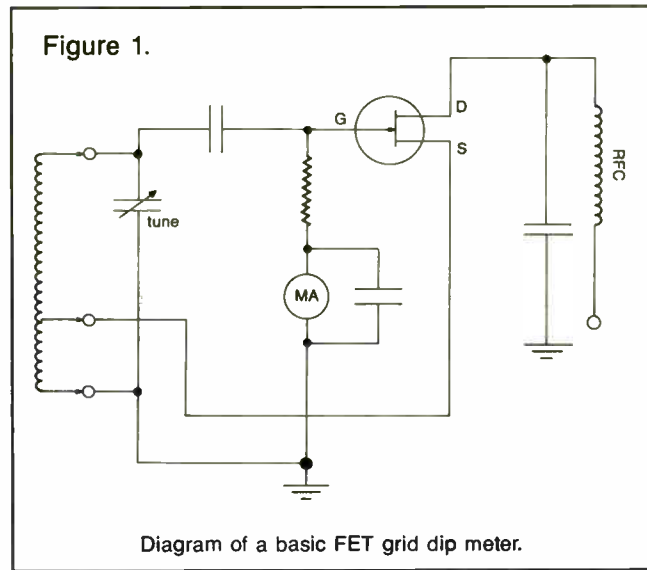 Figure 1.
G
D
S
RFC
tune
MA
Diagram of a basic FET grid dip meter.